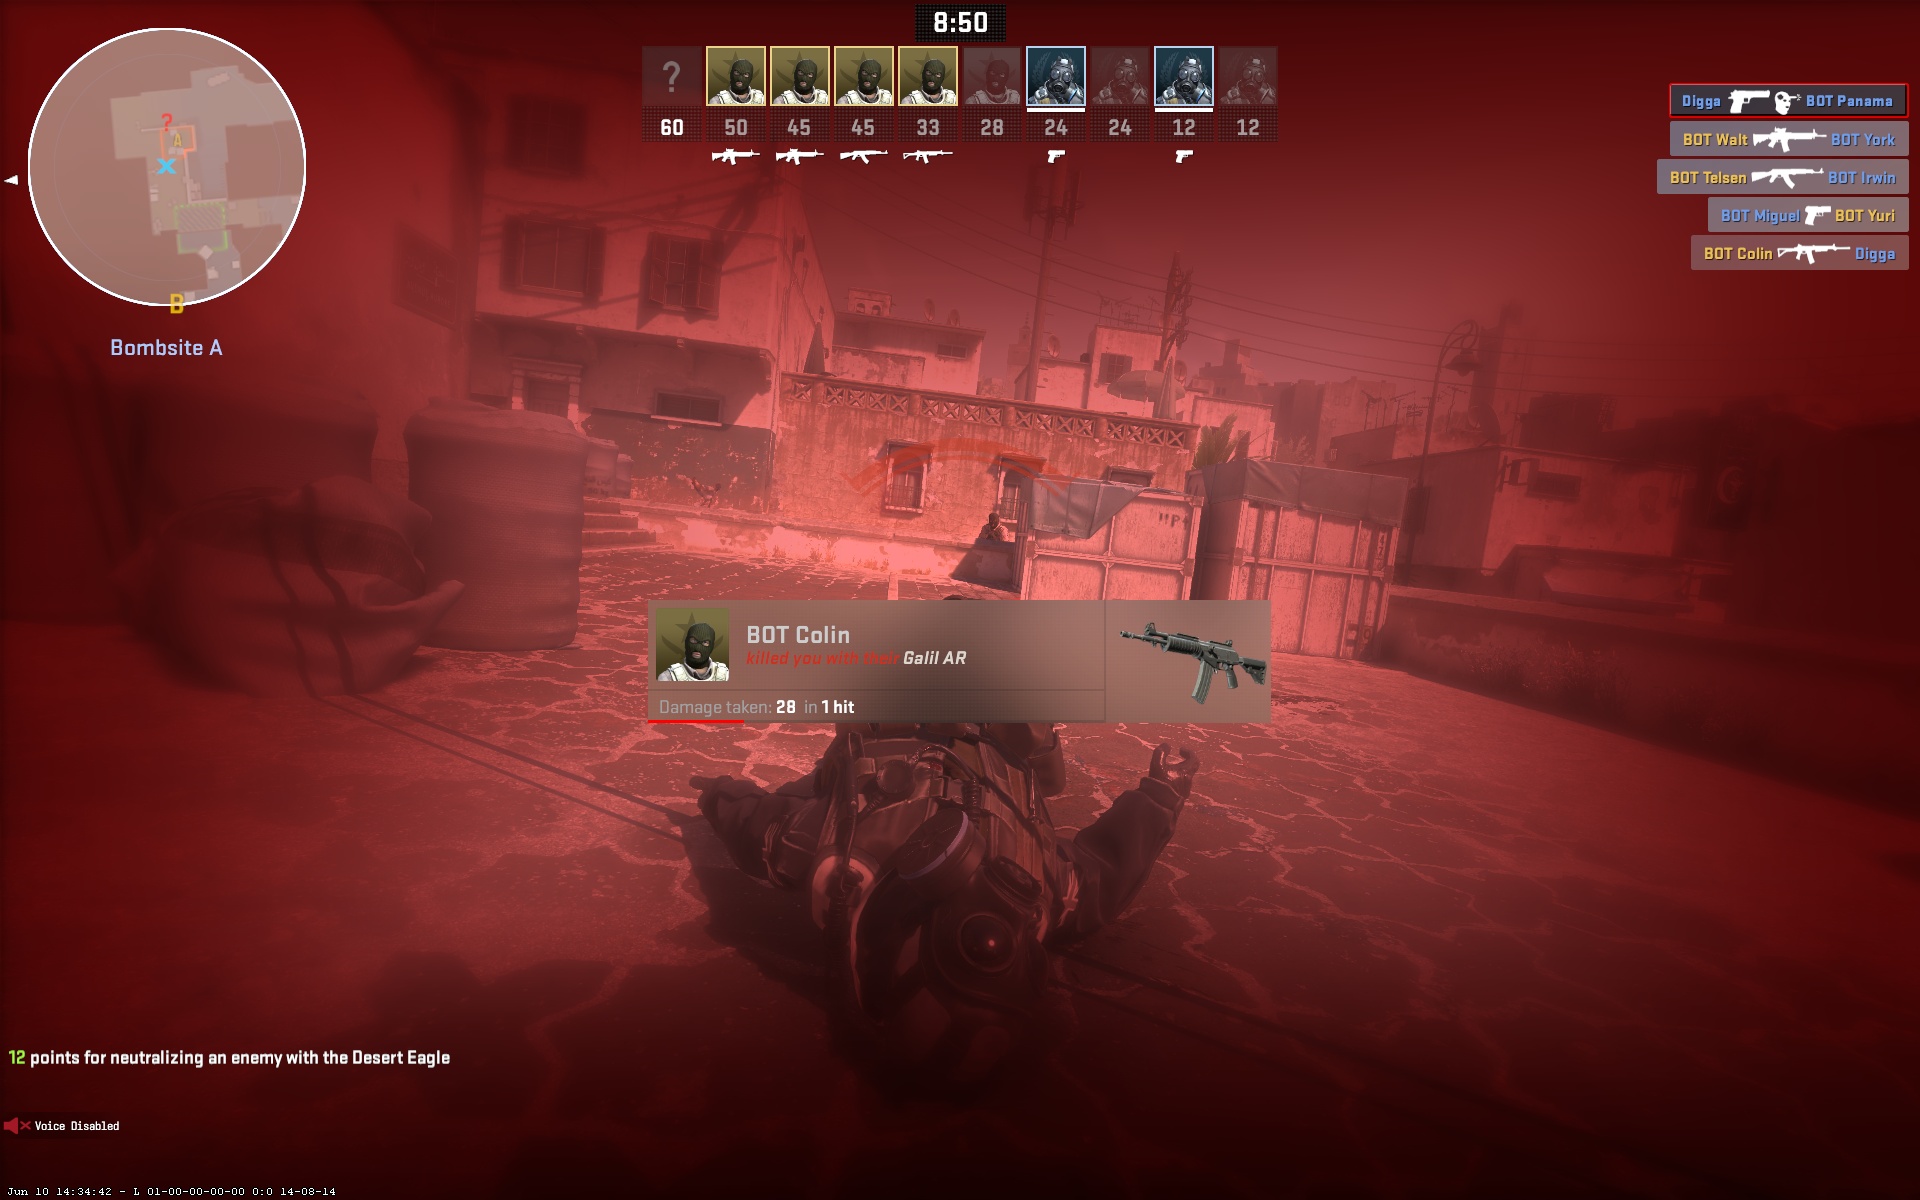 8:50
?
60 50 45 45 33 28 24 24 12 12
Digga BOT Panama
BOT Walt BOT York
BOT Telsen BOT Irwin
BOT Miguel BOT Yuri
BOT Colin Digga
?
A
B
Bombsite A
BOT Colin
killed you with their Galil AR
Damage taken: 28 in 1 hit
12 points for neutralizing an enemy with the Desert Eagle
Voice Disabled
Jun 10 14:34:42 - L 01-00-00-00-00 0:0 14-08-14